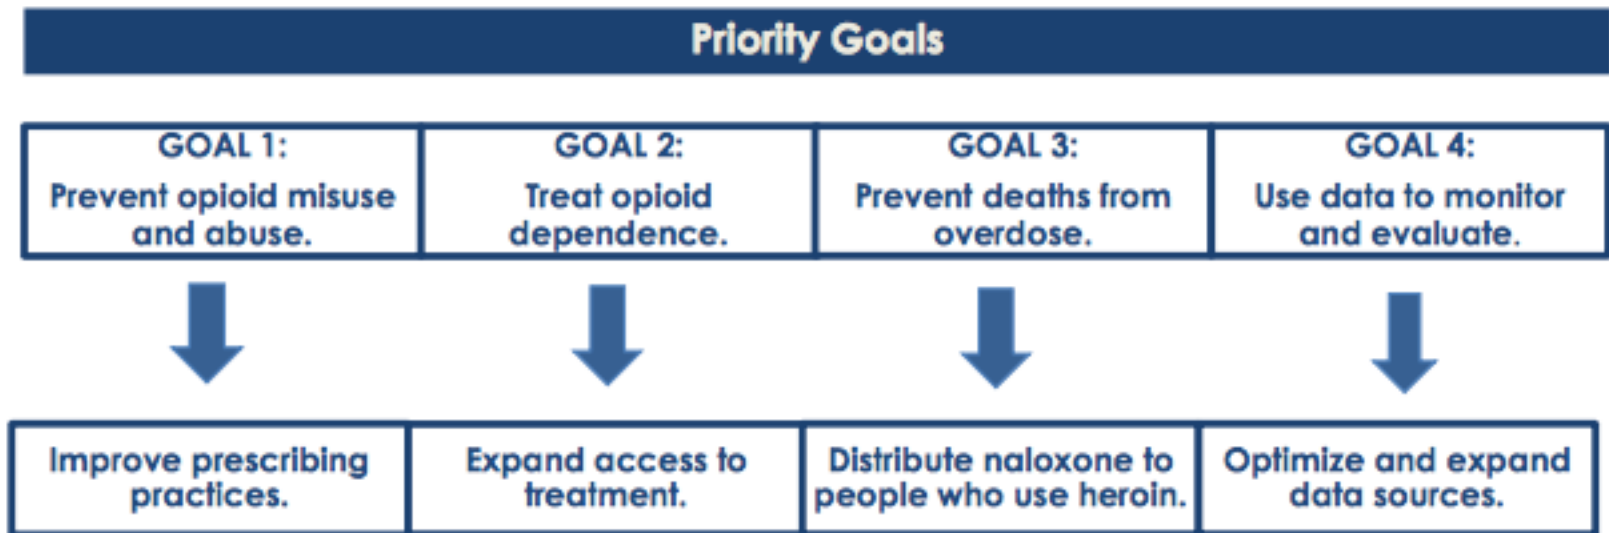 Priority Goals
GOAL 1:
Prevent opioid misuse
and abuse.
GOAL 2:
Treat opioid
dependence.
GOAL 3:
Prevent deaths from
overdose.
GOAL 4:
Use data to monitor
and evaluate.
Improve prescribing
practices.
Expand access to
treatment.
Distribute naloxone to
people who use heroin.
Optimize and expand
data sources.